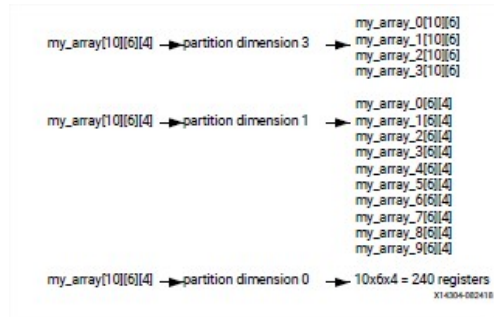 my_array[10][6][4] partition dimension 3
my_array_0[10][6]
my_array_1[10][6]
my_array_2[10][6]
my_array_3[10][6]
my_array[10][6][4] partition dimension 1
my_array_0[6][4]
my_array_1[6][4]
my_array_2[6][4]
my_array_3[6][4]
my_array_4[6][4]
my_array_5[6][4]
my_array_6[6][4]
my_array_7[6][4]
my_array_8[6][4]
my_array_9[6][4]
my_array[10][6][4] partition dimension 0 10x6x4 = 240 registers
X14304-082418